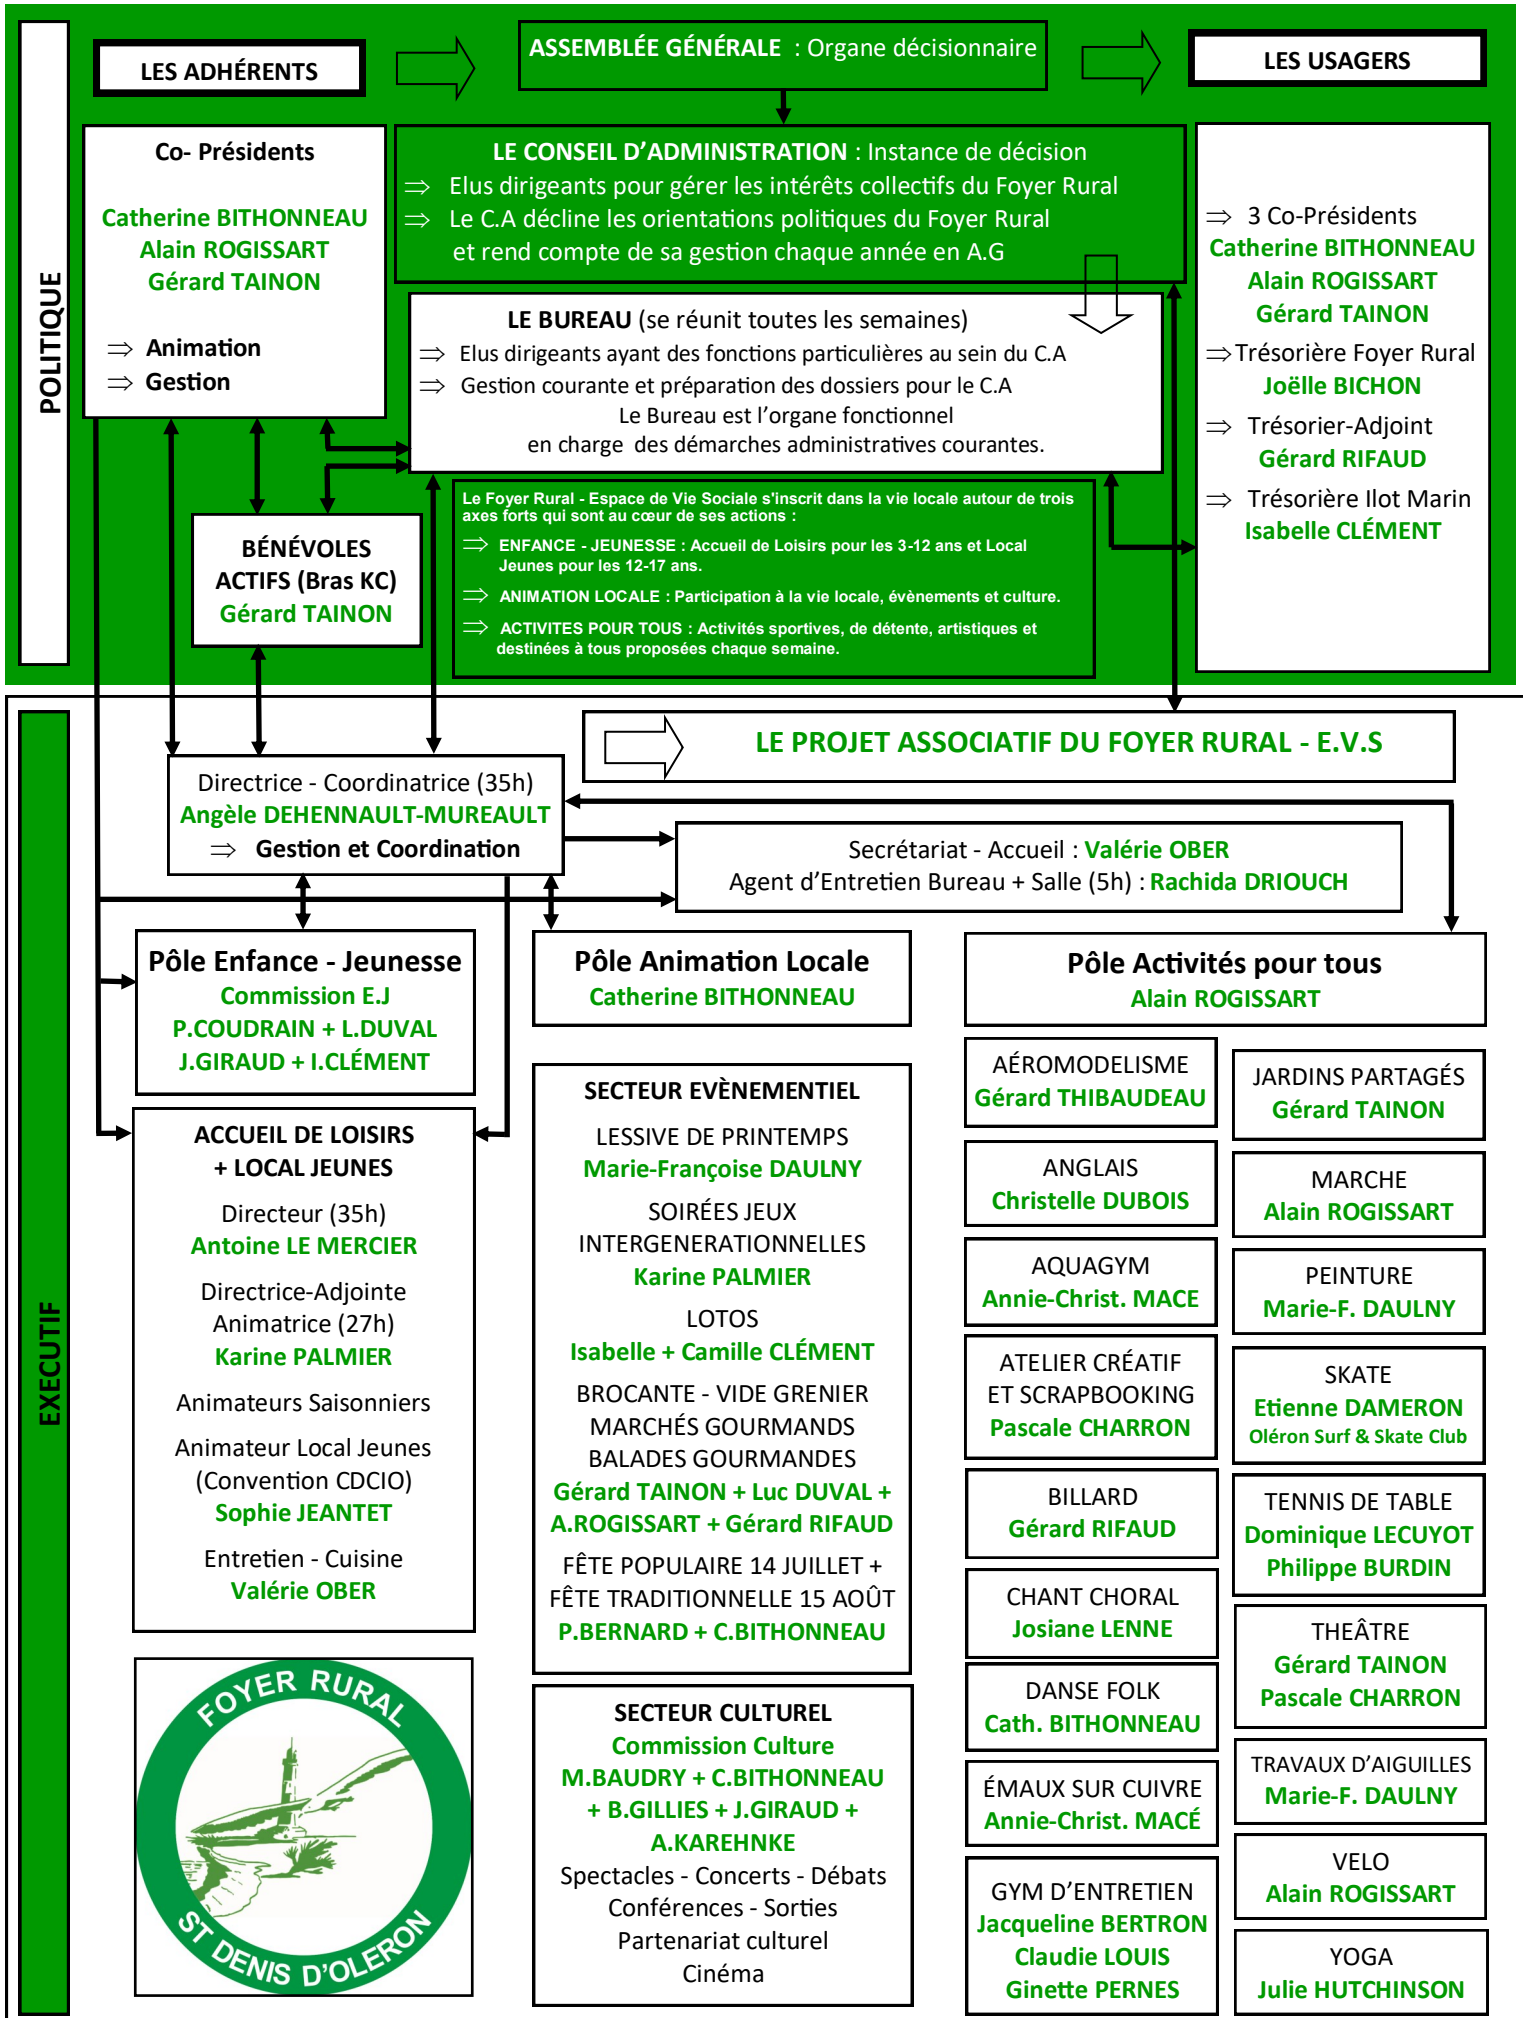 POLITIQUE
LES ADHÉRENTS
ASSEMBLÉE GÉNÉRALE : Organe décisionnaire
LES USAGERS
Co- Présidents
Catherine BITHONNEAU
Alain ROGISSART
Gérard TAINON
⇒ Animation
⇒ Gestion
LE CONSEIL D’ADMINISTRATION : Instance de décision
⇒ Elus dirigeants pour gérer les intérêts collectifs du Foyer Rural
⇒ Le C.A décline les orientations politiques du Foyer Rural
et rend compte de sa gestion chaque année en A.G
LE BUREAU (se réunit toutes les semaines)
⇒ Elus dirigeants ayant des fonctions particulières au sein du C.A
⇒ Gestion courante et préparation des dossiers pour le C.A
Le Bureau est l’organe fonctionnel
en charge des démarches administratives courantes.
⇒ 3 Co-Présidents
Catherine BITHONNEAU
Alain ROGISSART
Gérard TAINON
⇒ Trésorière Foyer Rural
Joëlle BICHON
⇒ Trésorier-Adjoint
Gérard RIFAUD
⇒ Trésorière Ilot Marin
Isabelle CLÉMENT
BÉNÉVOLES
ACTIFS (Bras KC)
Gérard TAINON
Le Foyer Rural - Espace de Vie Sociale s'inscrit dans la vie locale autour de trois
axes forts qui sont au cœur de ses actions :
⇒ ENFANCE - JEUNESSE : Accueil de Loisirs pour les 3-12 ans et Local
Jeunes pour les 12-17 ans.
⇒ ANIMATION LOCALE : Participation à la vie locale, évènements et culture.
⇒ ACTIVITES POUR TOUS : Activités sportives, de détente, artistiques et
destinées à tous proposées chaque semaine.
EXECUTIF
LE PROJET ASSOCIATIF DU FOYER RURAL - E.V.S
Directrice - Coordinatrice (35h)
Angèle DEHENNAULT-MUREAULT
⇒ Gestion et Coordination
Secrétariat - Accueil : Valérie OBER
Agent d’Entretien Bureau + Salle (5h) : Rachida DRIOUCH
Pôle Enfance - Jeunesse
Commission E.J
P.COUDRAIN + L.DUVAL
J.GIRAUD + I.CLÉMENT
ACCUEIL DE LOISIRS
+ LOCAL JEUNES
Directeur (35h)
Antoine LE MERCIER
Directrice-Adjointe
Animatrice (27h)
Karine PALMIER
Animateurs Saisonniers
Animateur Local Jeunes
(Convention CDCIO)
Sophie JEANTET
Entretien - Cuisine
Valérie OBER
FOYER RURAL
ST DENIS D'OLERON
Pôle Animation Locale
Catherine BITHONNEAU
SECTEUR EVÈNEMENTIEL
LESSIVE DE PRINTEMPS
Marie-Françoise DAULNY
SOIRÉES JEUX
INTERGENERATIONNELLES
Karine PALMIER
LOTOS
Isabelle + Camille CLÉMENT
BROCANTE - VIDE GRENIER
MARCHÉS GOURMANDS
BALADES GOURMANDES
Gérard TAINON + Luc DUVAL +
A.ROGISSART + Gérard RIFAUD
FÊTE POPULAIRE 14 JUILLET +
FÊTE TRADITIONNELLE 15 AOÛT
P.BERNARD + C.BITHONNEAU
SECTEUR CULTUREL
Commission Culture
M.BAUDRY + C.BITHONNEAU
+ B.GILLIES + J.GIRAUD +
A.KAREHNKE
Spectacles - Concerts - Débats
Conférences - Sorties
Partenariat culturel
Cinéma
Pôle Activités pour tous
Alain ROGISSART
AÉROMODELISME
Gérard THIBAUDEAU
ANGLAIS
Christelle DUBOIS
AQUAGYM
Annie-Christ. MACE
ATELIER CRÉATIF
ET SCRAPBOOKING
Pascale CHARRON
BILLARD
Gérard RIFAUD
CHANT CHORAL
Josiane LENNE
DANSE FOLK
Cath. BITHONNEAU
ÉMAUX SUR CUIVRE
Annie-Christ. MACÉ
GYM D’ENTRETIEN
Jacqueline BERTRON
Claudie LOUIS
Ginette PERNES
JARDINS PARTAGÉS
Gérard TAINON
MARCHE
Alain ROGISSART
PEINTURE
Marie-F. DAULNY
SKATE
Etienne DAMERON
Oléron Surf & Skate Club
TENNIS DE TABLE
Dominique LECUYOT
Philippe BURDIN
THEÂTRE
Gérard TAINON
Pascale CHARRON
TRAVAUX D’AIGUILLES
Marie-F. DAULNY
VELO
Alain ROGISSART
YOGA
Julie HUTCHINSON